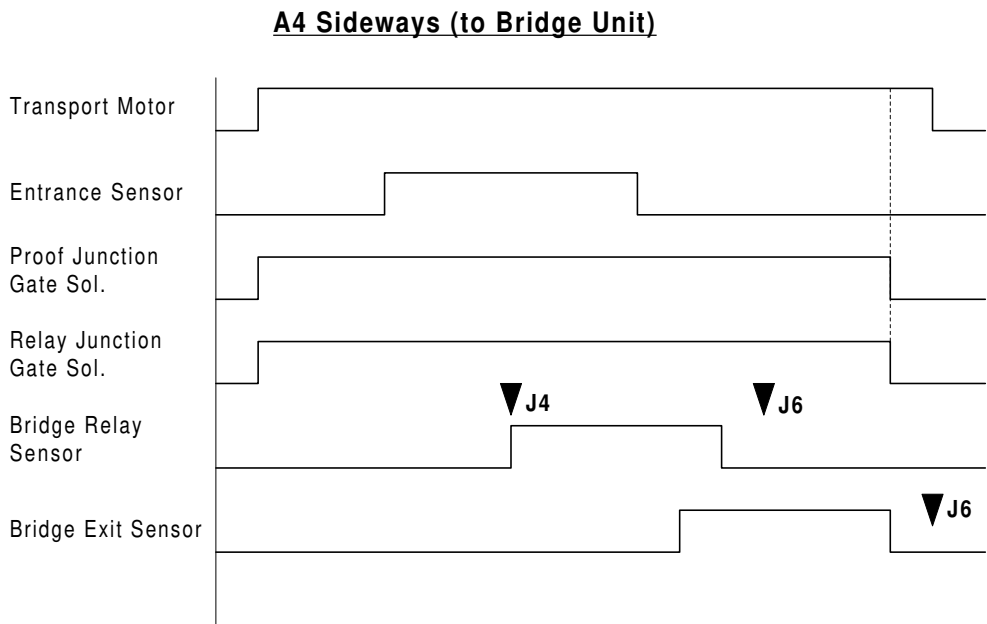 A4 Sideways (to Bridge Unit)
Transport Motor
Entrance Sensor
Proof Junction
Gate Sol.
Relay Junction
Gate Sol.
J4
J6
Bridge Relay
Sensor
J6
Bridge Exit Sensor